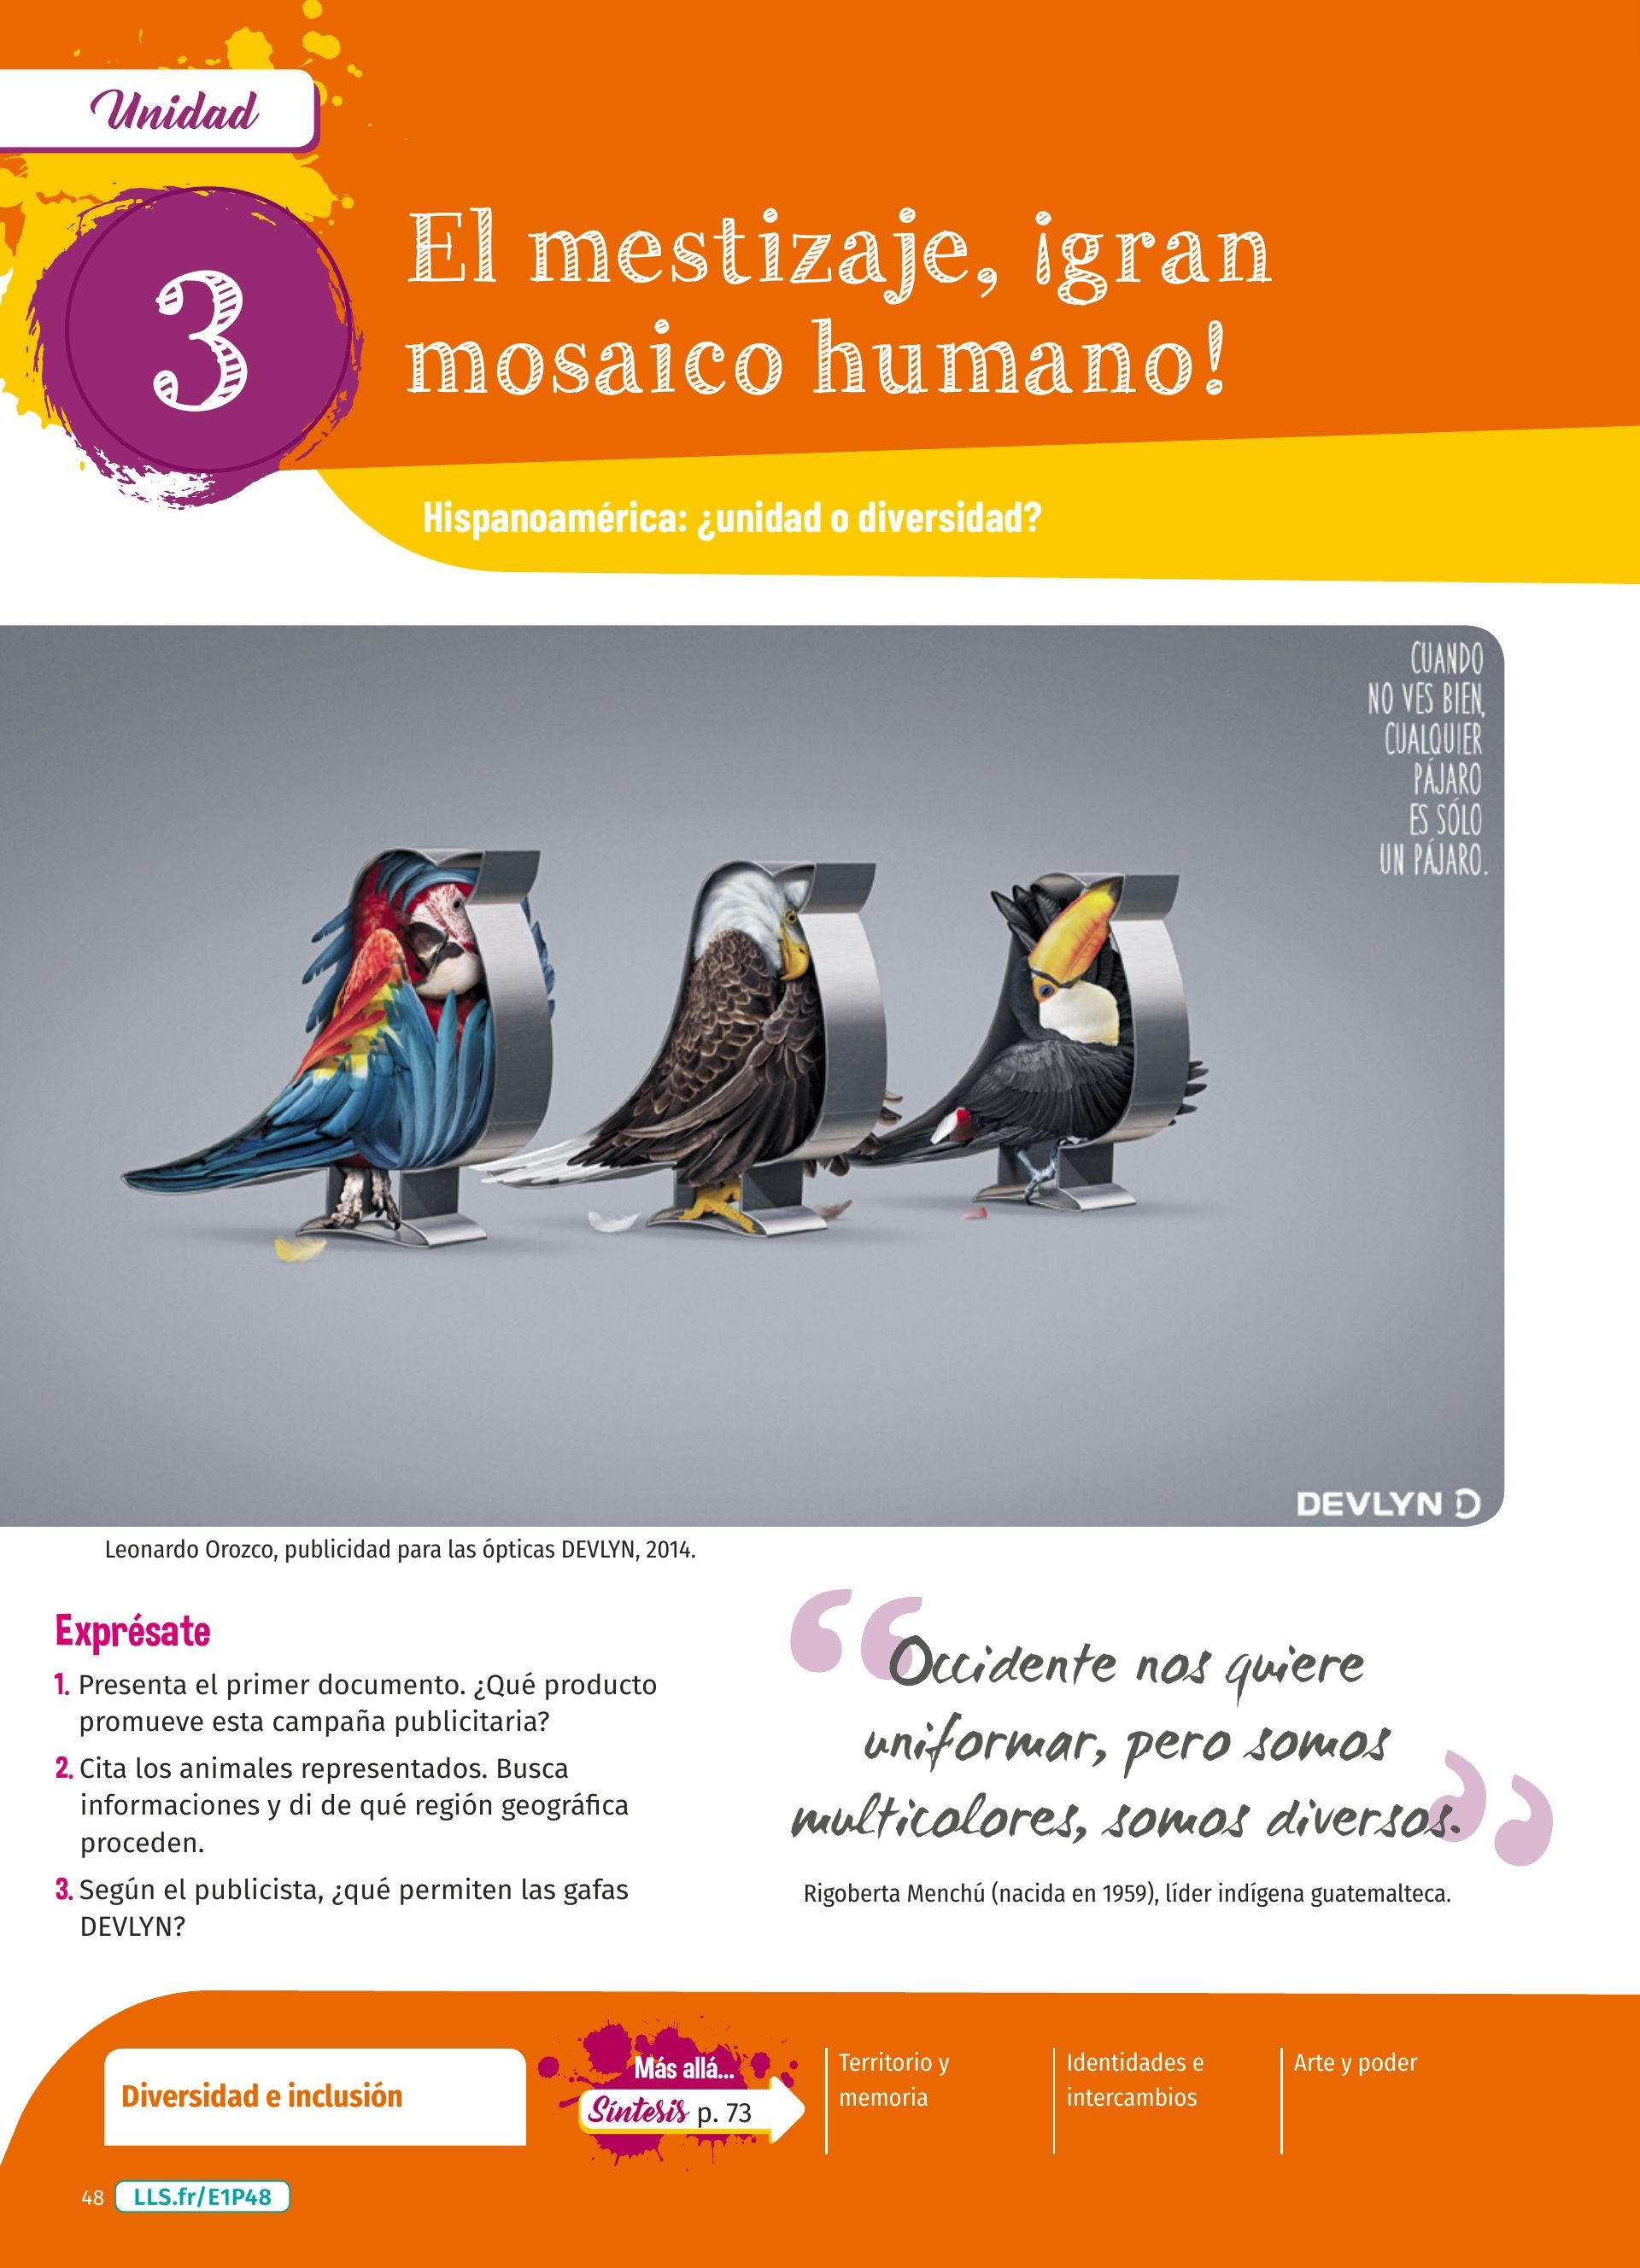 Unidad
3
El mestizaje, ¡gran
mosaico humano!
Hispanoamérica: ¿unidad o diversidad?
CUANDO
NO VES BIEN,
CUALQUIER
PÁJARO
ES SÓLO
UN PÁJARO.
DEVLYN
Leonardo Orozco, publicidad para las ópticas DEVLYN, 2014.
Exprésate
1. Presenta el primer documento. ¿Qué producto
promueve esta campaña publicitaria?
2. Cita los animales representados. Busca
informaciones y di de qué región geográfica
proceden.
3. Según el publicista, ¿qué permiten las gafas
DEVLYN?
“Occidente nos quiere
uniformar, pero somos
multicolores, somos diversos.”
Rigoberta Menchú (nacida en 1959), líder indígena guatemalteca.
Diversidad e inclusión
Más allá...
Síntesis p. 73
Territorio y
memoria
Identidades e
intercambios
Arte y poder
48 LLS.fr/E1P48